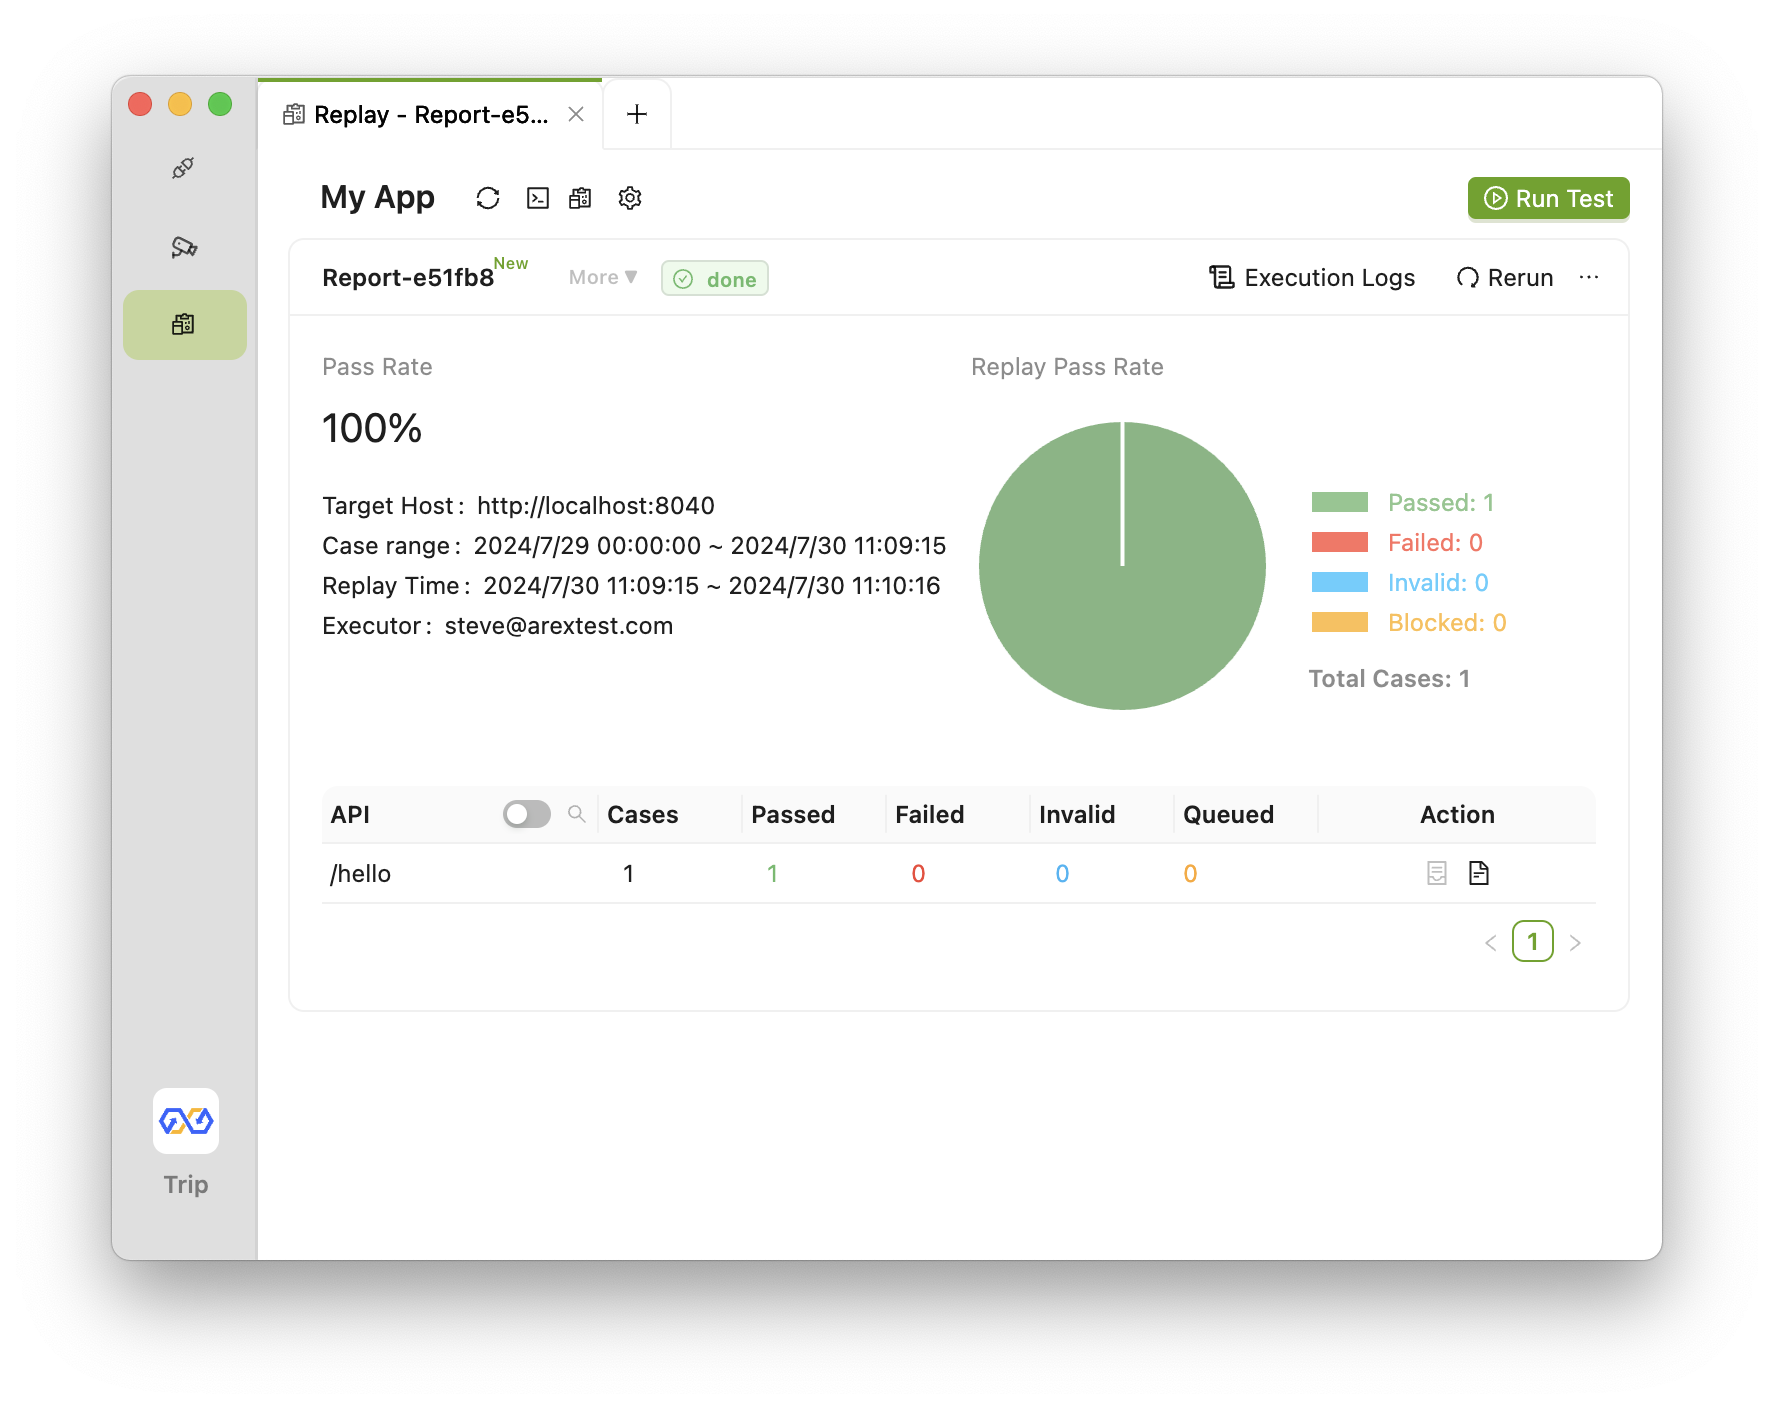 Replay - Report-e5...
My App
Run Test
Report-e51fb8 New More ▼ done Execution Logs Rerun ...
Pass Rate
100%
Target Host : http://localhost:8040
Case range : 2024/7/29 00:00:00 ~ 2024/7/30 11:09:15
Replay Time : 2024/7/30 11:09:15 ~ 2024/7/30 11:10:16
Executor : steve@arextest.com
Replay Pass Rate
Passed: 1
Failed: 0
Invalid: 0
Blocked: 0
Total Cases: 1
API Cases Passed Failed Invalid Queued Action
/hello 1 1 0 0 0
< 1 >
Trip